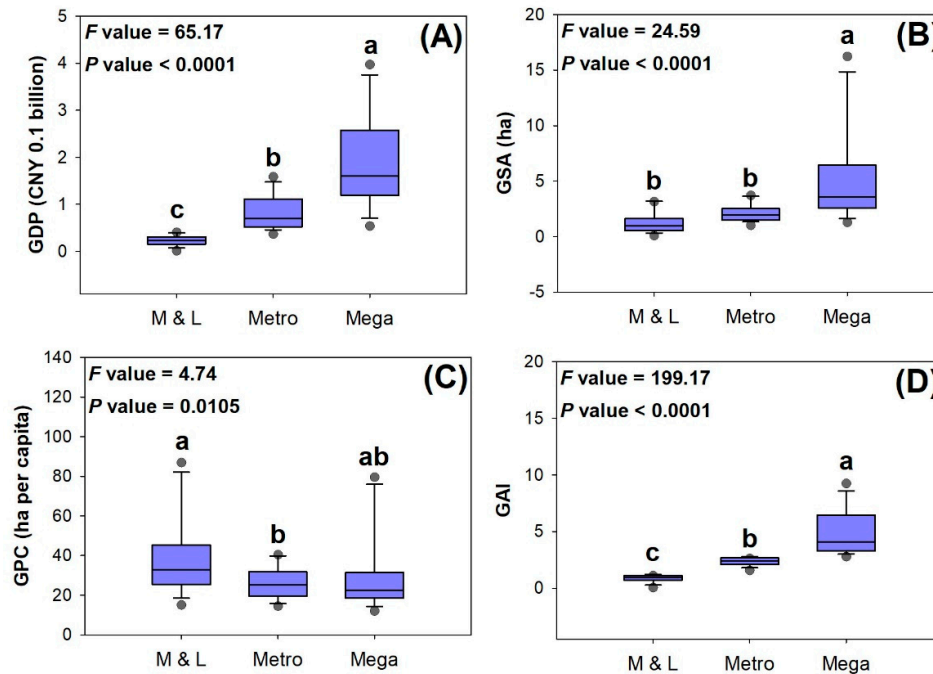 F value = 65.17
P value < 0.0001
(A)
GDP (CNY 0.1 billion)
5
4
3
2
1
0
c
b
a
M & L
Metro
Mega
F value = 24.59
P value < 0.0001
(B)
GSA (ha)
20
15
10
5
0
-5
b
b
a
M & L
Metro
Mega
F value = 4.74
P value = 0.0105
(C)
GPC (ha per capita)
140
120
100
80
60
40
20
0
a
b
ab
M & L
Metro
Mega
F value = 199.17
P value < 0.0001
(D)
GAI
20
15
10
5
0
c
b
a
M & L
Metro
Mega